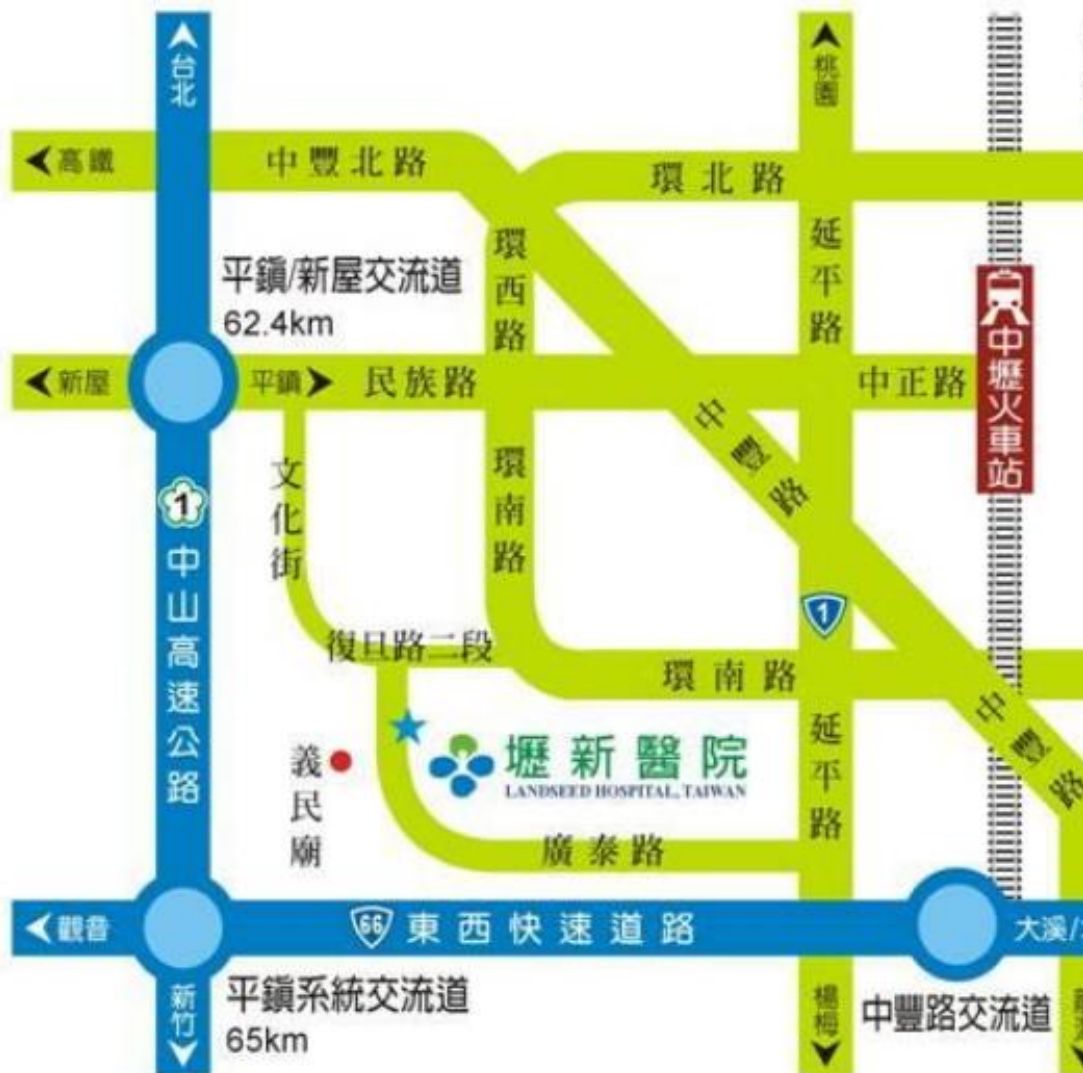 台北
桃園
高鐵
中豐北路
環北路
環西路
延平路
平鎮/新屋交流道
62.4km
中壢火車站
新屋
平鎮
民族路
中正路
中豐路
文化街
環南路
1
中山高速公路
1
復旦路二段
環南路
中豐路
義民廟
壢新醫院
LANDSEED HOSPITAL, TAIWAN
延平路
廣泰路
觀音
66
東西快速道路
大溪/
新竹
平鎮系統交流道
65km
楊梅
中豐路交流道